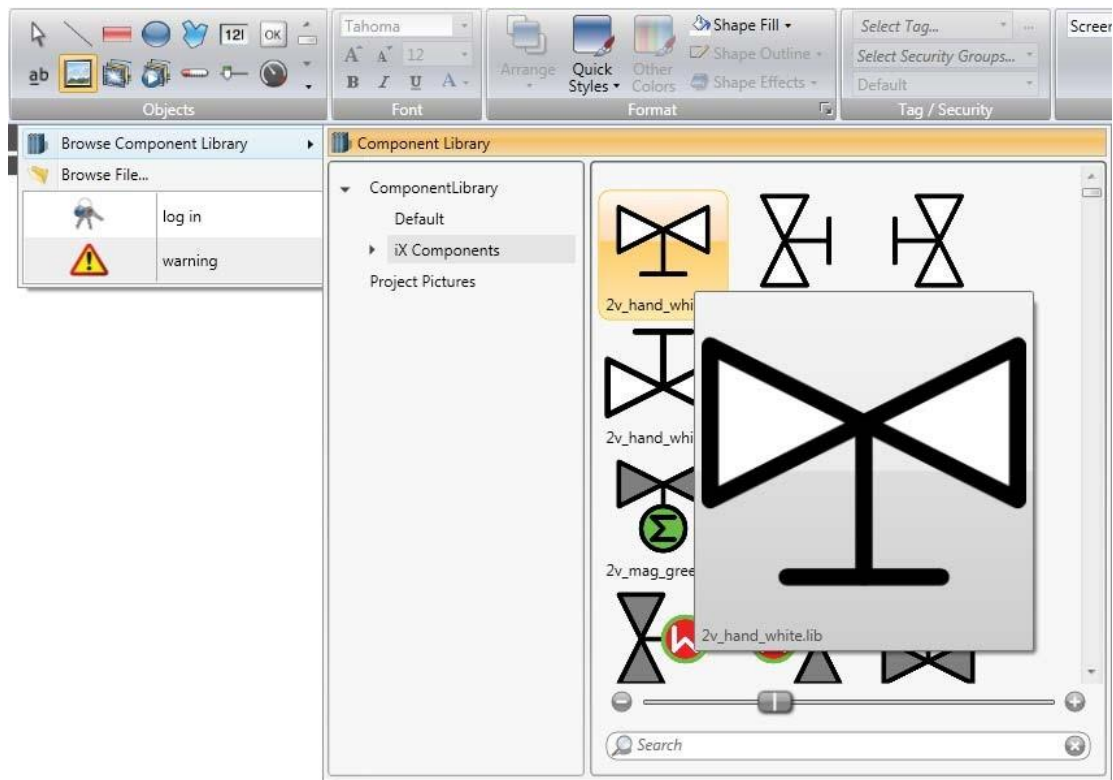 12I
OK
ab
Objects
Tahoma
A A 12
B I U A
Font
Arrange
Quick Styles
Other Colors
Shape Fill
Shape Outline
Shape Effects
Format
Select Tag... ...
Select Security Groups...
Default
Tag / Security
Screen
Browse Component Library
Browse File...
log in
warning
Component Library
ComponentLibrary
Default
iX Components
Project Pictures
2v_hand_whi
2v_hand_whi
2v_mag_gree
2v_hand_white.lib
Search